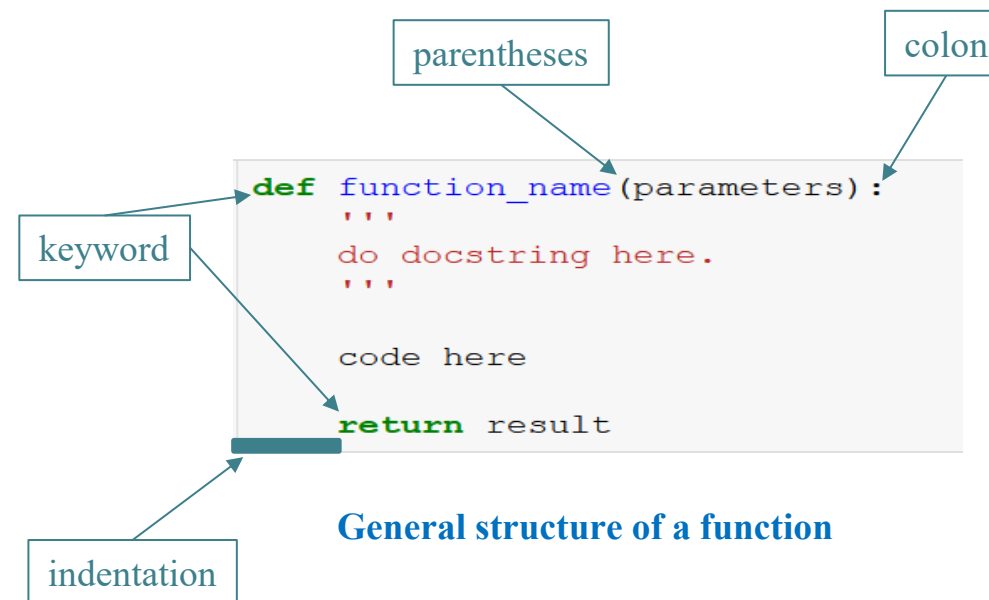 parentheses
colon
def function_name(parameters):
'''
do docstring here.
'''
keyword
code here
return result
General structure of a function
indentation